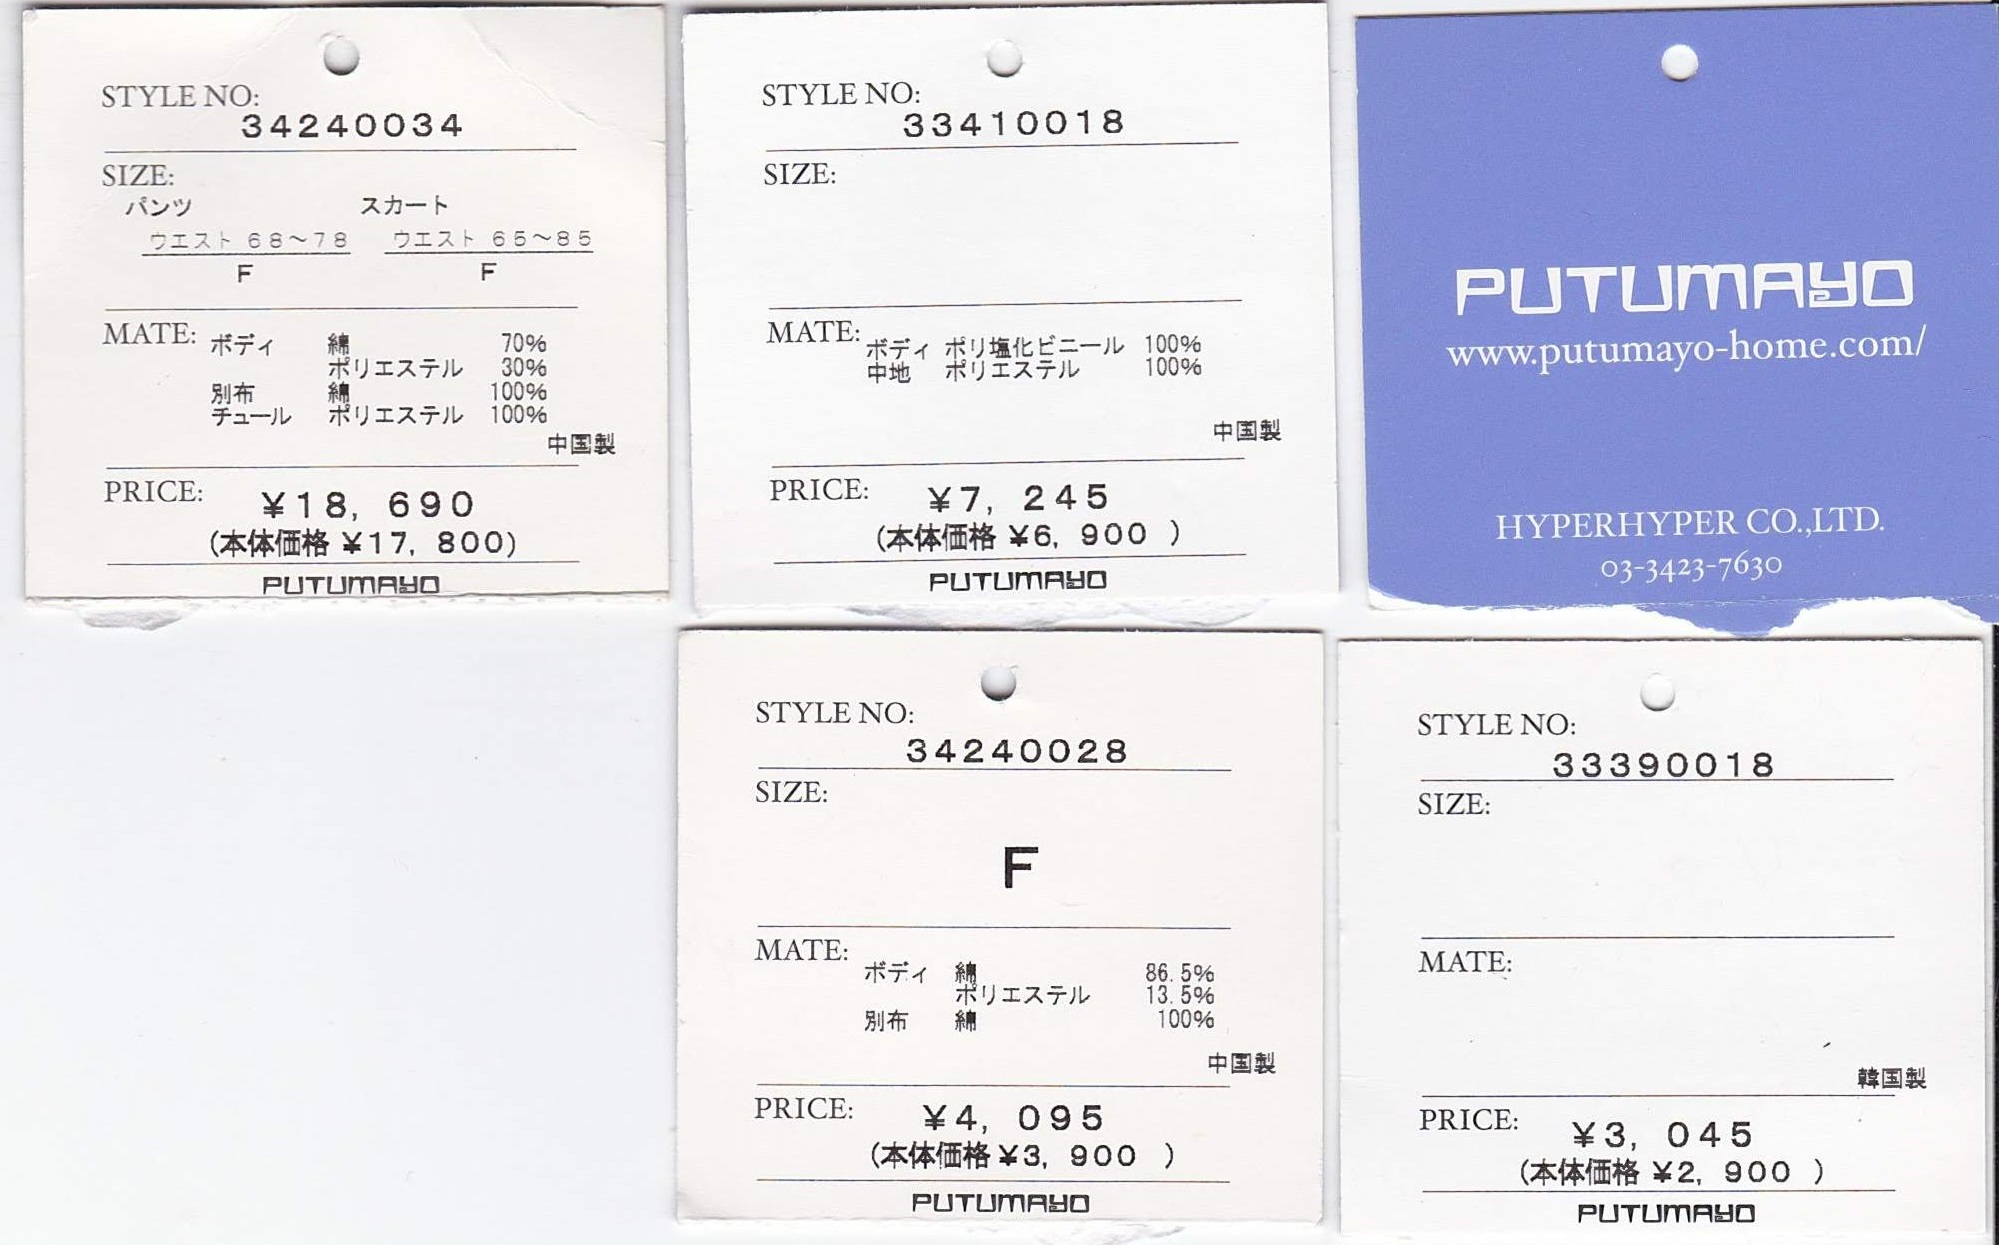 STYLE NO:
34240034
SIZE:
パンツ スカート
ウエスト 68〜78 ウエスト 65〜85
F F
MATE: ボディ 綿 70%
ポリエステル 30%
別布 綿 100%
チュール ポリエステル 100%
中国製
PRICE: ¥18,690
(本体価格 ¥17,800)
PUTUMAYO
STYLE NO:
33410018
SIZE:
MATE: ボディ ポリ塩化ビニール 100%
中地 ポリエステル 100%
中国製
PRICE: ¥7,245
(本体価格 ¥6,900 )
PUTUMAYO
PUTUMAYO
www.putumayo-home.com/
HYPERHYPER CO.,LTD.
03-3423-7630
STYLE NO:
34240028
SIZE:
F
MATE:
ボディ 綿 86.5%
ポリエステル 13.5%
別布 綿 100%
中国製
PRICE: ¥4,095
(本体価格 ¥3,900 )
PUTUMAYO
STYLE NO:
33390018
SIZE:
MATE:
韓国製
PRICE: ¥3,045
(本体価格 ¥2,900 )
PUTUMAYO